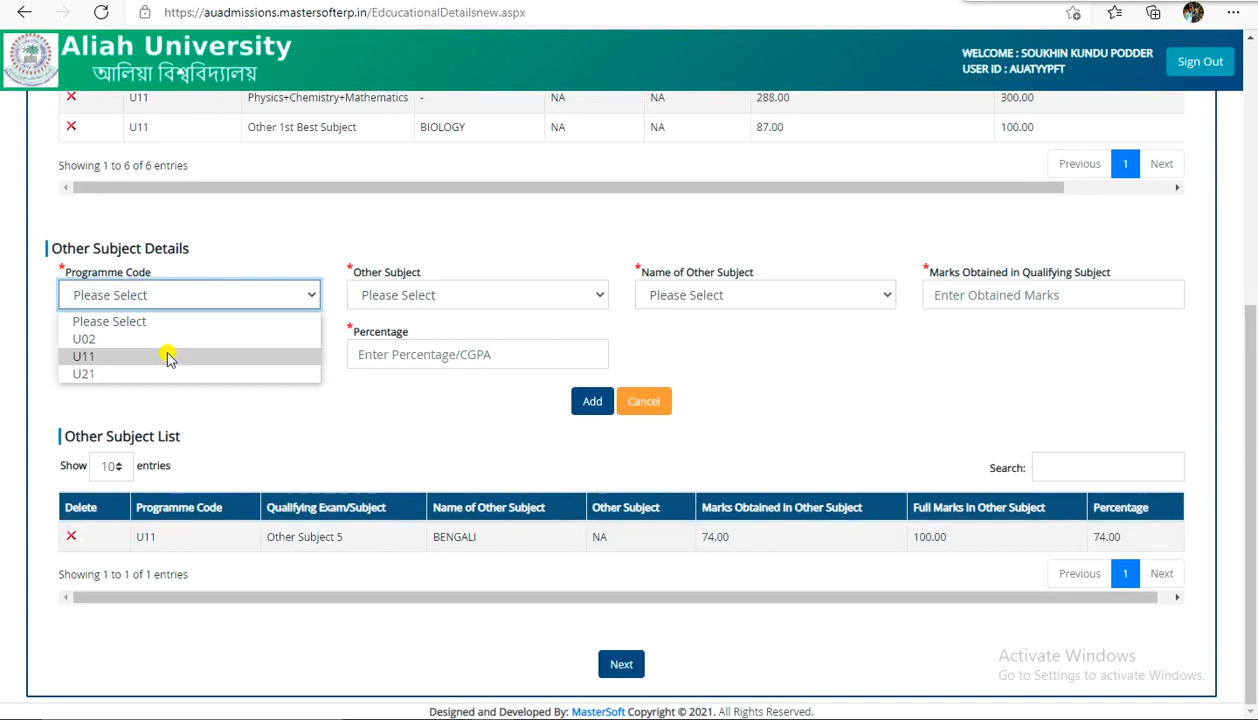 https://auadmissions.mastersofterp.in/EdcucationalDetailsnew.aspx
Aliah University
আলিয়া বিশ্ববিদ্যালয়
WELCOME : SOUKHIN KUNDU PODDER
USER ID : AUATYYPFT
Sign Out
U11 Physics+Chemistry+Mathematics - NA NA 288.00 300.00
U11 Other 1st Best Subject BIOLOGY NA NA 87.00 100.00
Showing 1 to 6 of 6 entries
Previous 1 Next
Other Subject Details
*Programme Code *Other Subject *Name of Other Subject *Marks Obtained in Qualifying Subject
Please Select Please Select Please Select Enter Obtained Marks
Please Select
U02
U11
U21
*Percentage
Enter Percentage/CGPA
Add Cancel
Other Subject List
Show 10 entries
Search:
Delete Programme Code Qualifying Exam/Subject Name of Other Subject Other Subject Marks Obtained in Other Subject Full Marks in Other Subject Percentage
U11 Other Subject 5 BENGALI NA 74.00 100.00 74.00
Showing 1 to 1 of 1 entries
Previous 1 Next
Next
Activate Windows
Go to Settings to activate Windows.
Designed and Developed By: MasterSoft Copyright © 2021. All Rights Reserved.